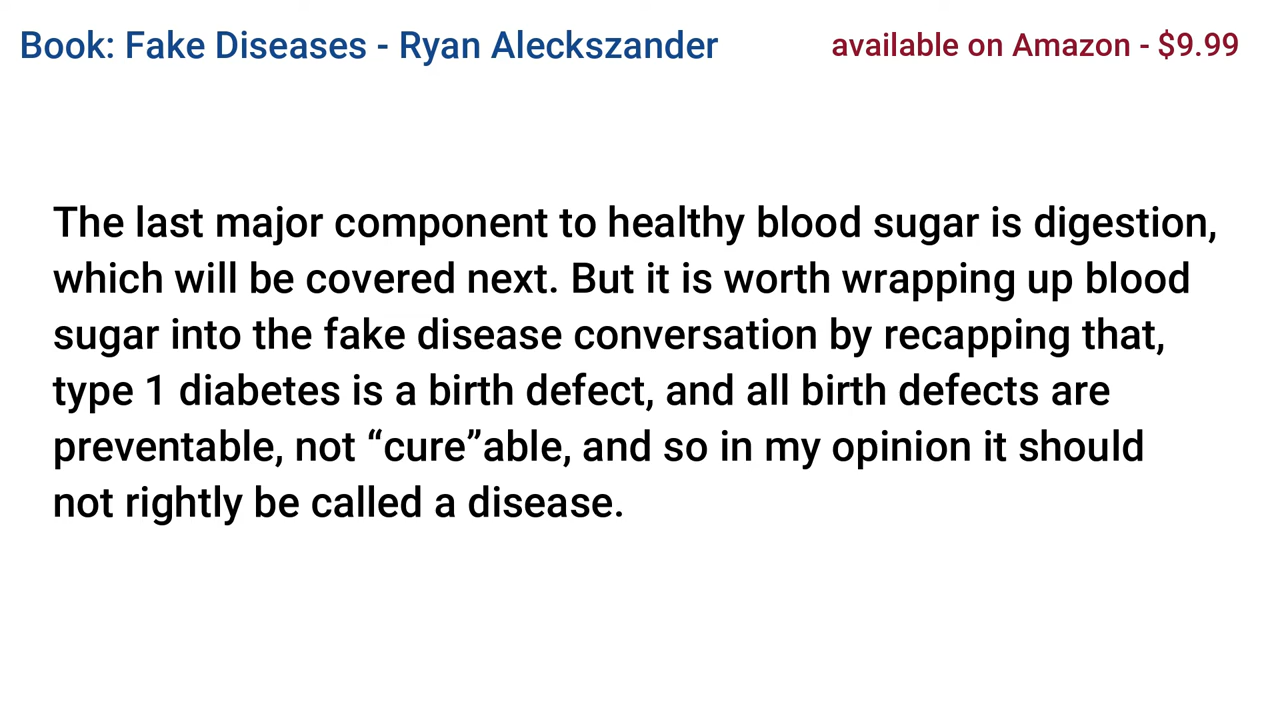 Book: Fake Diseases - Ryan Aleckszander
available on Amazon - $9.99
The last major component to healthy blood sugar is digestion,
which will be covered next. But it is worth wrapping up blood
sugar into the fake disease conversation by recapping that,
type 1 diabetes is a birth defect, and all birth defects are
preventable, not “cure”able, and so in my opinion it should
not rightly be called a disease.